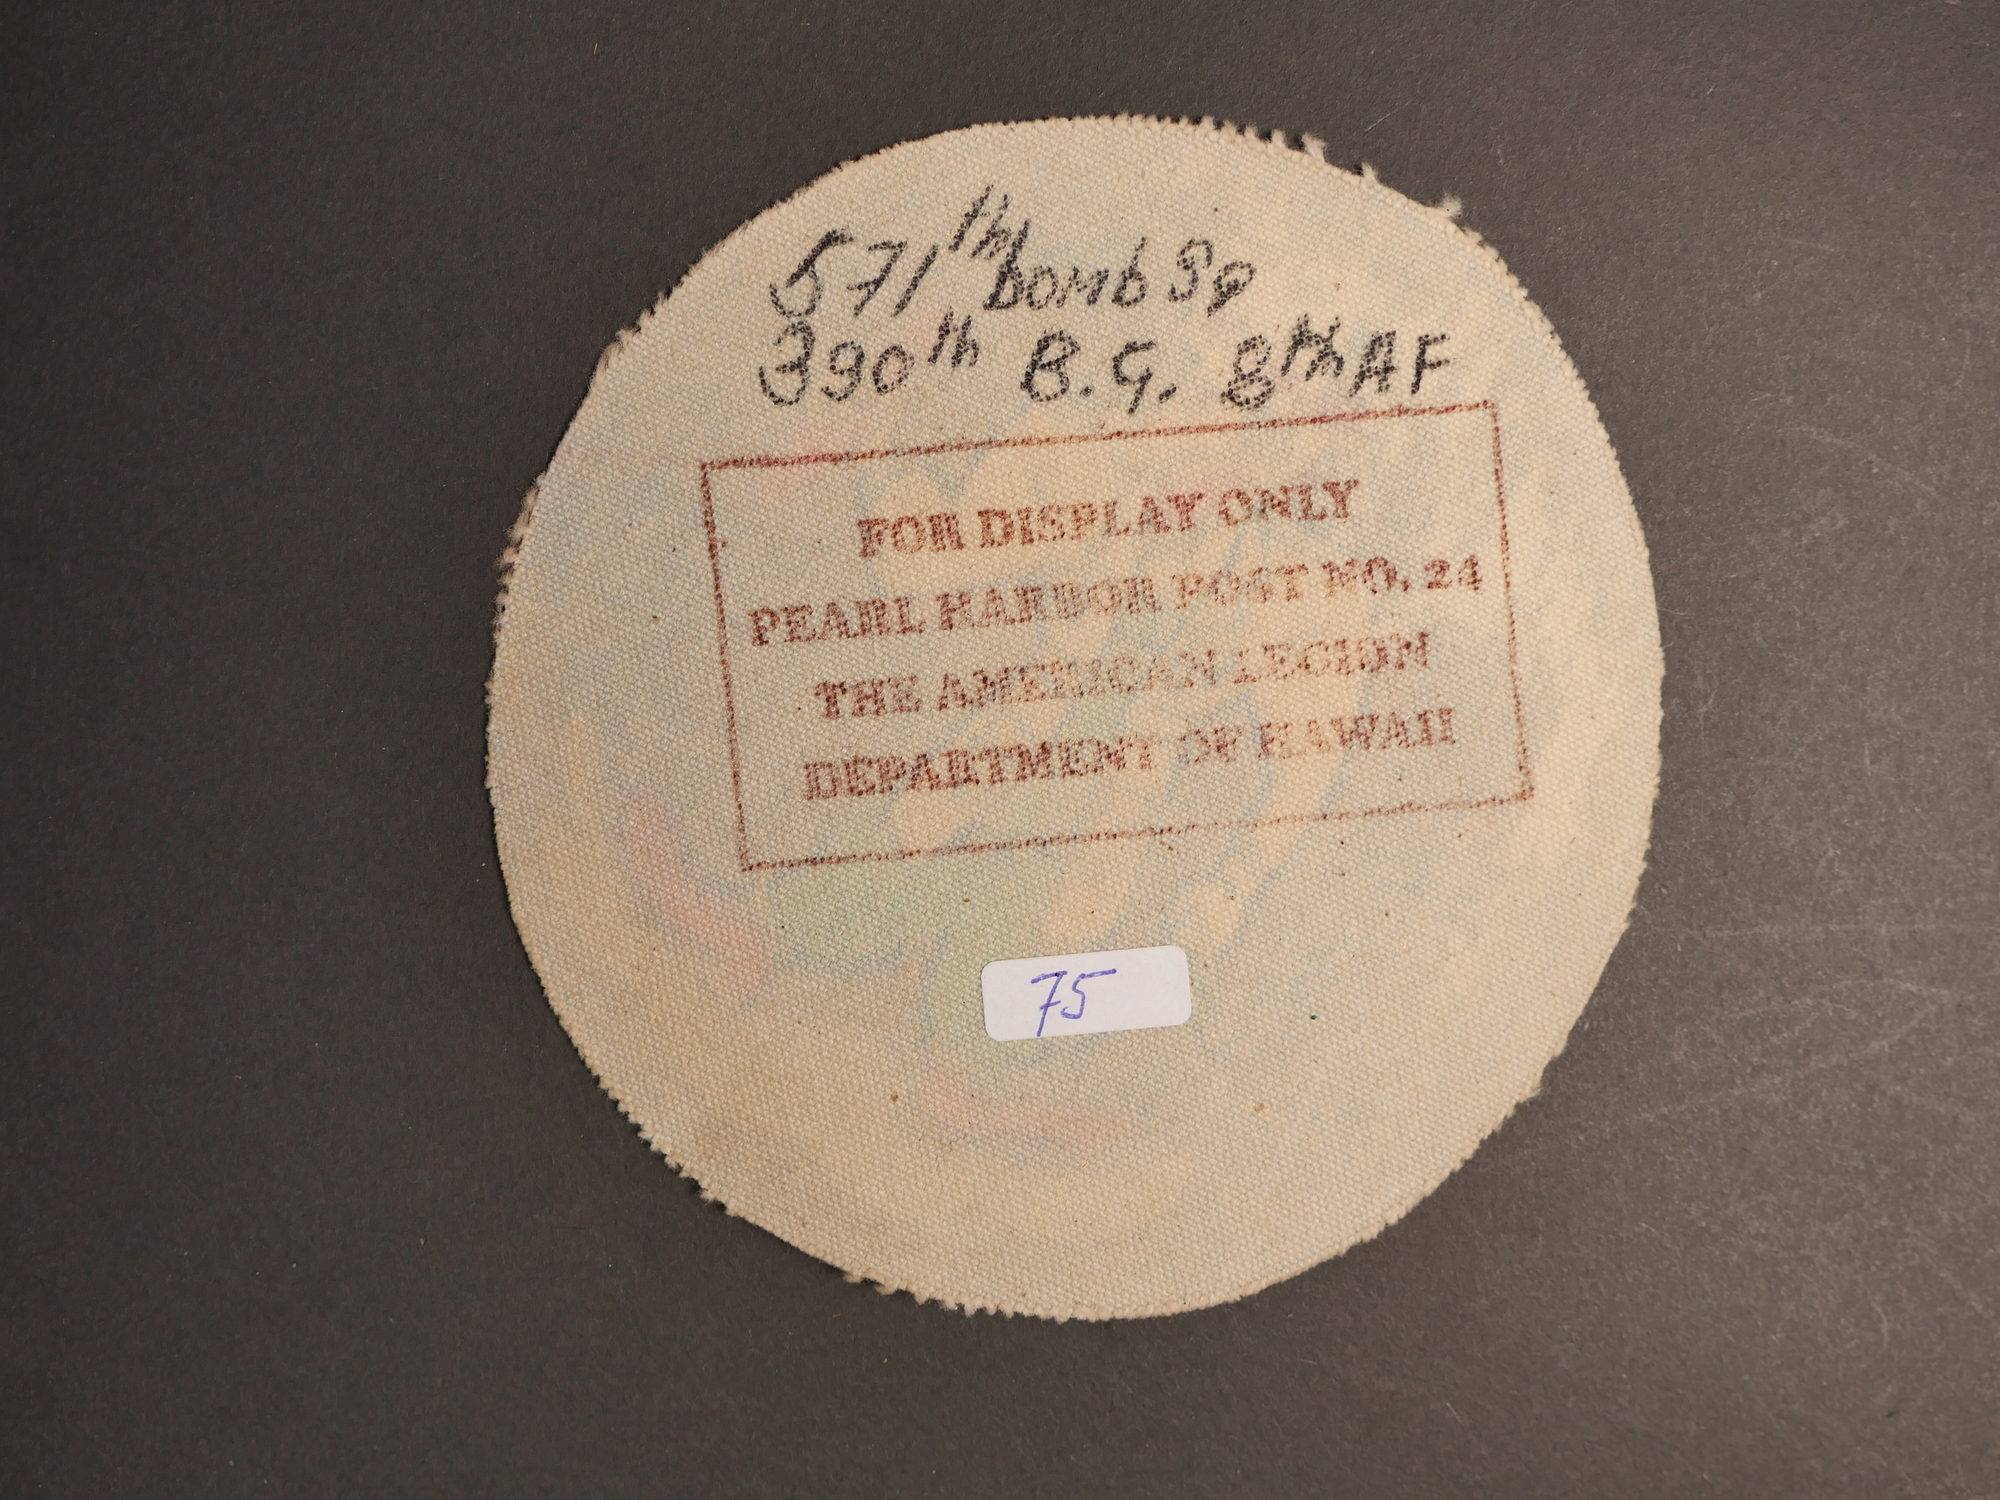 571th bomb Sq
390th B.G. 8th AF
FOR DISPLAY ONLY
PEARL HARBOR POST NO. 24
THE AMERICAN LEGION
DEPARTMENT OF HAWAII
75